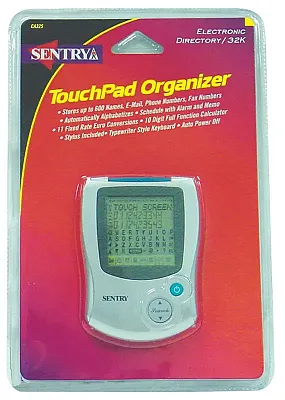 CA325
SENTRY
ELECTRONIC
DIRECTORY/32K
TouchPad Organizer
• Stores up to 600 Names, E-Mail, Phone Numbers, Fax Numbers
• Automatically Alphabetizes • Schedule with Alarm and Memo
• 11 Fixed Rate Euro Conversions • 10 Digit Full Function Calculator
• Stylus Included • Typewriter Style Keyboard • Auto Power Off
TOUCH SCREEN
SENTRY
Search